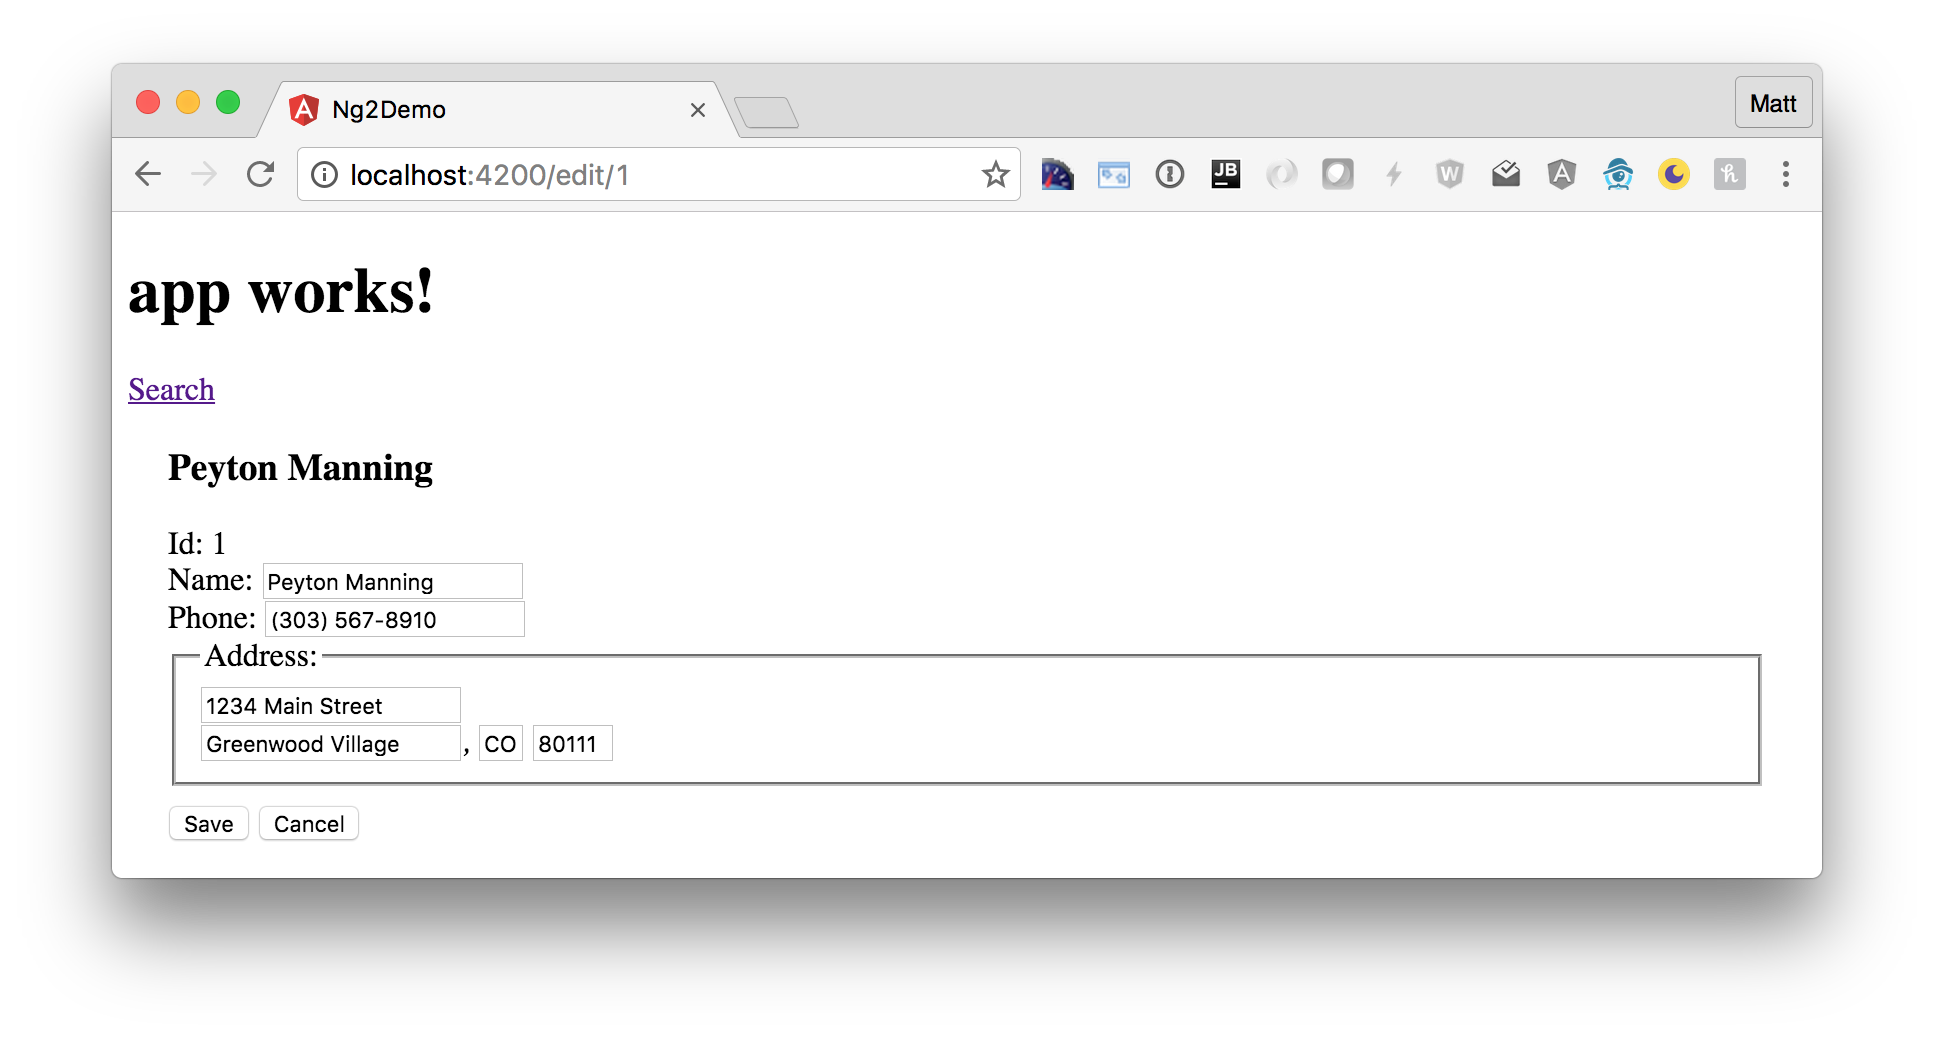 Ng2Demo
Matt
localhost:4200/edit/1
JB
W
A
h
app works!
Search
Peyton Manning
Id: 1
Name: Peyton Manning
Phone: (303) 567-8910
Address:
1234 Main Street
Greenwood Village, CO 80111
Save Cancel